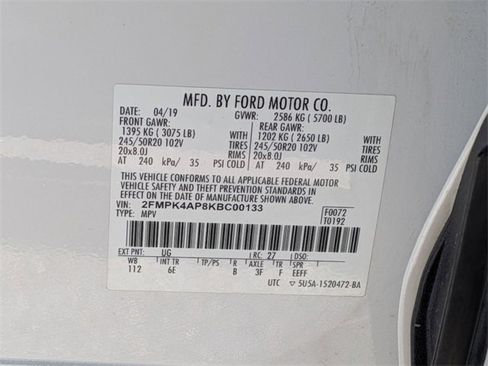 MFD. BY FORD MOTOR CO.
DATE: 04/19 GVWR: 2586 KG ( 5700 LB)
FRONT GAWR: REAR GAWR:
1395 KG ( 3075 LB) WITH 1202 KG ( 2650 LB) WITH
245/50R20 102V TIRES 245/50R20 102V TIRES
20x8.0J RIMS 20x8.0J RIMS
AT 240 kPa/ 35 PSI COLD AT 240 kPa/ 35 PSI COLD
THIS VEHICLE CONFORMS TO ALL APPLICABLE FEDERAL MOTOR
VEHICLE SAFETY AND THEFT PREVENTION STANDARDS IN EFFECT ON
THE DATE OF MANUFACTURE SHOWN ABOVE.
VIN: 2FMPK4AP8KBC00133 F0072
TYPE: MPV T0192
EXT PNT: UG RC: 27 DSO:
WB INT TR TP/PS R AXLE TR SPR
112 6E B 3F F EEFF
UTC ▽ 5U5A-1520472-BA